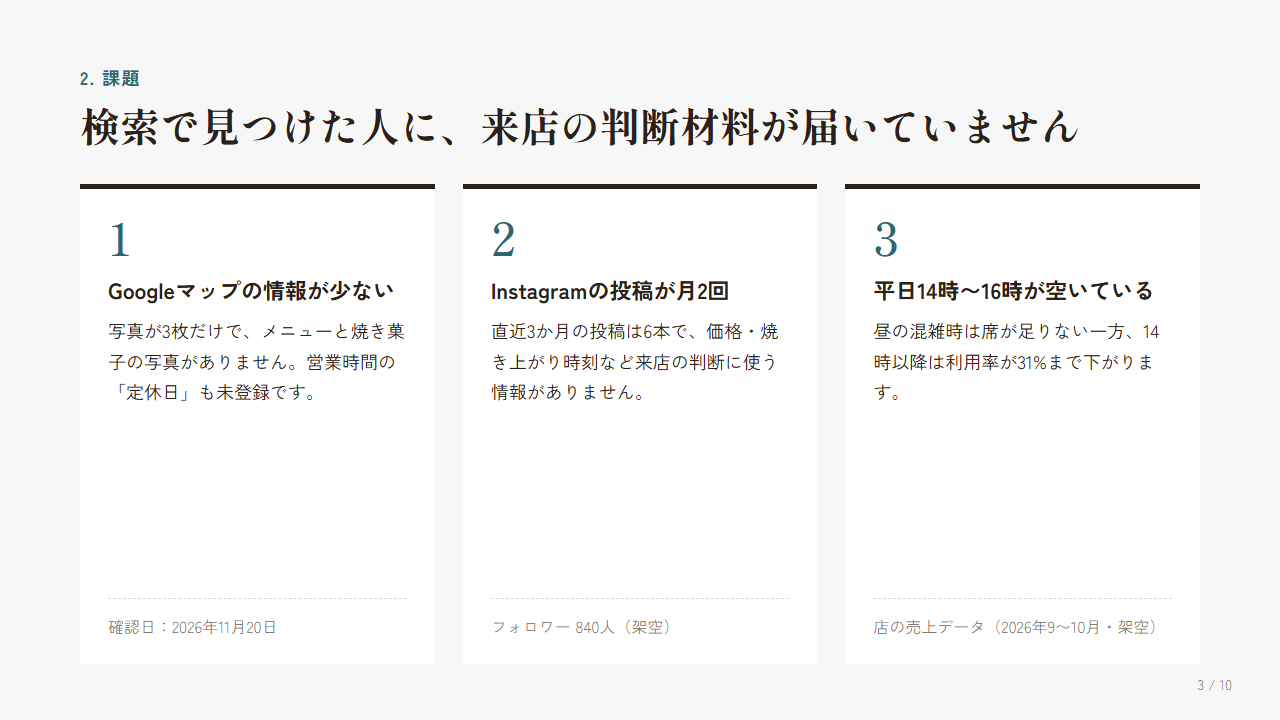 2. 課題
検索で見つけた人に、来店の判断材料が届いていません
1
Googleマップの情報が少ない
写真が3枚だけで、メニューと焼き菓
子の写真がありません。営業時間の
「定休日」も未登録です。
確認日：2026年11月20日
2
Instagramの投稿が月2回
直近3か月の投稿は6本で、価格・焼
き上がり時刻など来店の判断に使う
情報がありません。
フォロワー 840人（架空）
3
平日14時〜16時が空いている
昼の混雑時は席が足りない一方、14
時以降は利用率が31%まで下がりま
す。
店の売上データ（2026年9〜10月・架空）
3 / 10